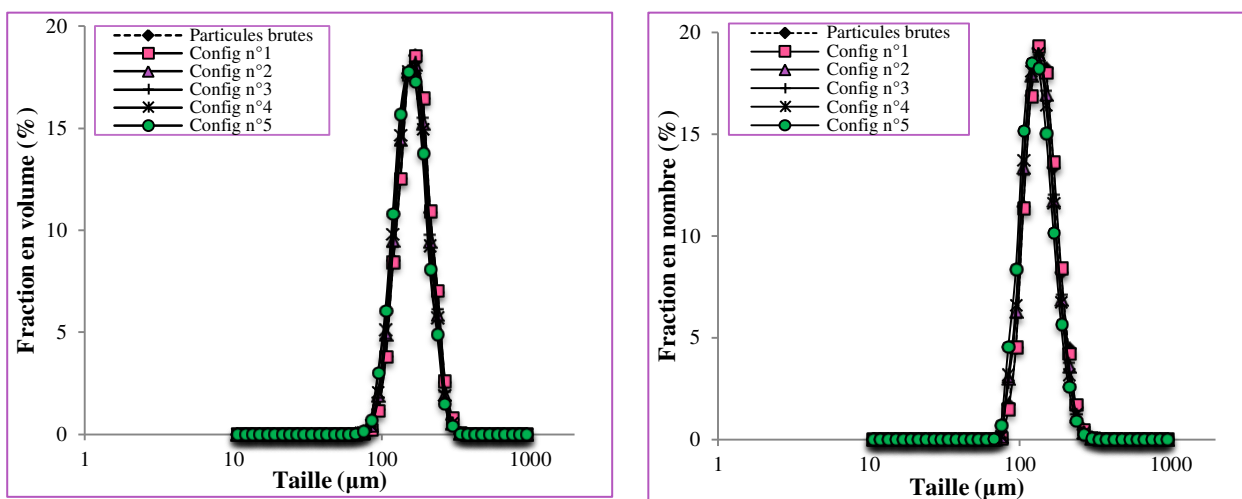 20
15
10
5
0
1
10
100
1000
Fraction en volume (%)
Taille (µm)
Particules brutes
Config n°1
Config n°2
Config n°3
Config n°4
Config n°5
20
15
10
5
0
1
10
100
1000
Fraction en nombre (%)
Taille (µm)
Particules brutes
Config n°1
Config n°2
Config n°3
Config n°4
Config n°5